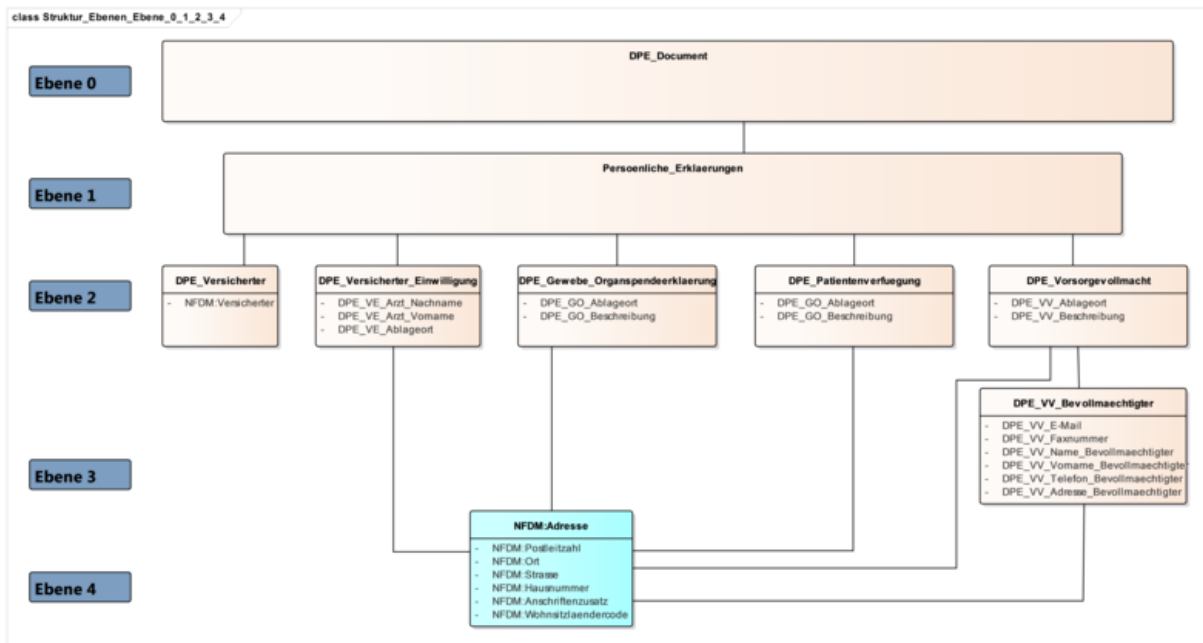 class Struktur_Ebenen_Ebene_0_1_2_3_4
Ebene 0
DPE_Document
Ebene 1
Persoenliche_Erklaerungen
Ebene 2
DPE_Versicherter
- NFDM:Versicherter
DPE_Versicherter_Einwilligung
- DPE_VE_Arzt_Nachname
- DPE_VE_Arzt_Vorname
- DPE_VE_Ablageort
DPE_Gewebe_Organspendeerklaerung
- DPE_GO_Ablageort
- DPE_GO_Beschreibung
DPE_Patientenverfuegung
- DPE_GO_Ablageort
- DPE_GO_Beschreibung
DPE_Vorsorgevollmacht
- DPE_VV_Ablageort
- DPE_VV_Beschreibung
Ebene 3
DPE_VV_Bevollmaechtigter
- DPE_VV_E-Mail
- DPE_VV_Faxnummer
- DPE_VV_Name_Bevollmaechtigter
- DPE_VV_Vorname_Bevollmaechtigter
- DPE_VV_Telefon_Bevollmaechtigter
- DPE_VV_Adresse_Bevollmaechtigter
Ebene 4
NFDM:Adresse
- NFDM:Postleitzahl
- NFDM:Ort
- NFDM:Strasse
- NFDM:Hausnummer
- NFDM:Anschriftenzusatz
- NFDM:Wohnsitzlaendercode